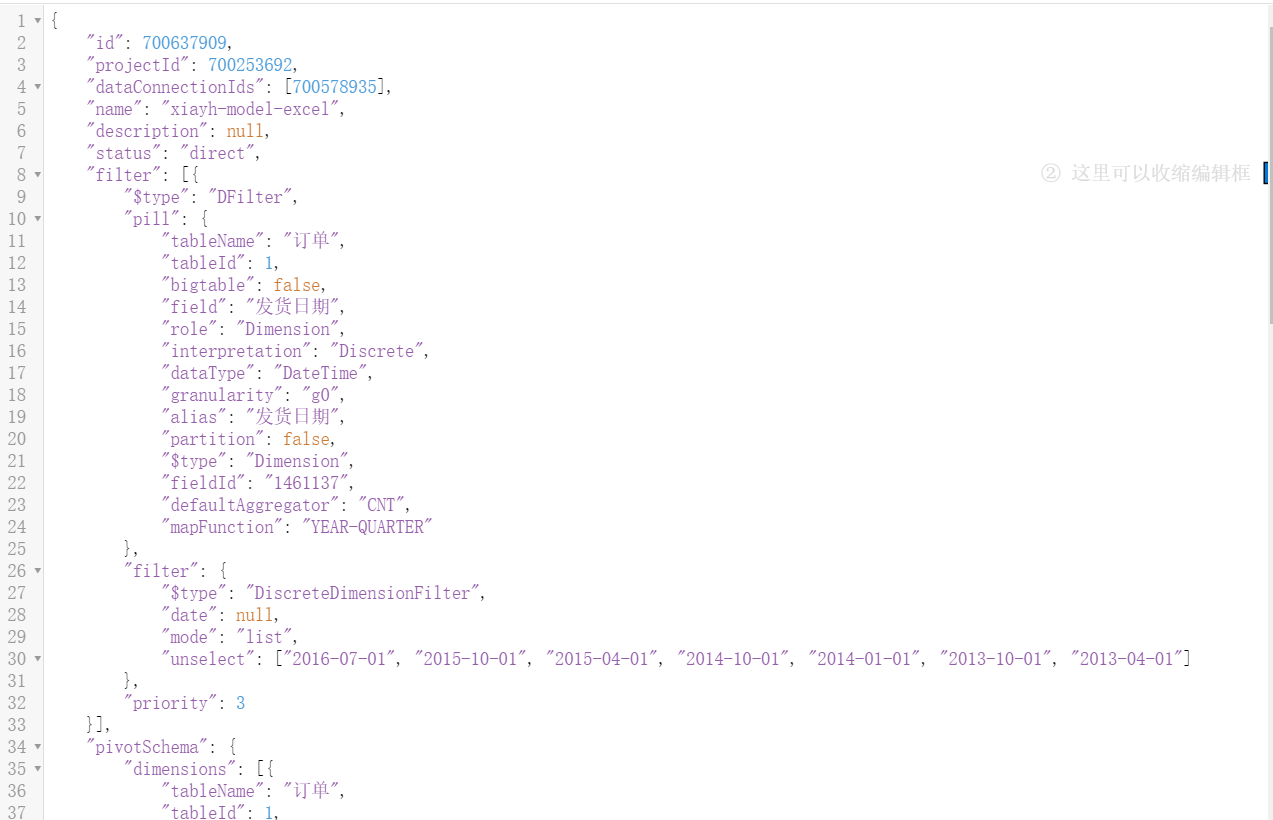 1 {
2 "id": 700637909,
3 "projectId": 700253692,
4 "dataConnectionIds": [700578935],
5 "name": "xiayh-model-excel",
6 "description": null,
7 "status": "direct",
8 "filter": [{
② 这里可以收缩编辑框
9 "$type": "DFilter",
10 "pill": {
11 "tableName": "订单",
12 "tableId": 1,
13 "bigtable": false,
14 "field": "发货日期",
15 "role": "Dimension",
16 "interpretation": "Discrete",
17 "dataType": "DateTime",
18 "granularity": "g0",
19 "alias": "发货日期",
20 "partition": false,
21 "$type": "Dimension",
22 "fieldId": "1461137",
23 "defaultAggregator": "CNT",
24 "mapFunction": "YEAR-QUARTER"
25 },
26 "filter": {
27 "$type": "DiscreteDimensionFilter",
28 "date": null,
29 "mode": "list",
30 "unselect": ["2016-07-01", "2015-10-01", "2015-04-01", "2014-10-01", "2014-01-01", "2013-10-01", "2013-04-01"]
31 },
32 "priority": 3
33 }],
34 "pivotSchema": {
35 "dimensions": [{
36 "tableName": "订单",
37 "tableId": 1,